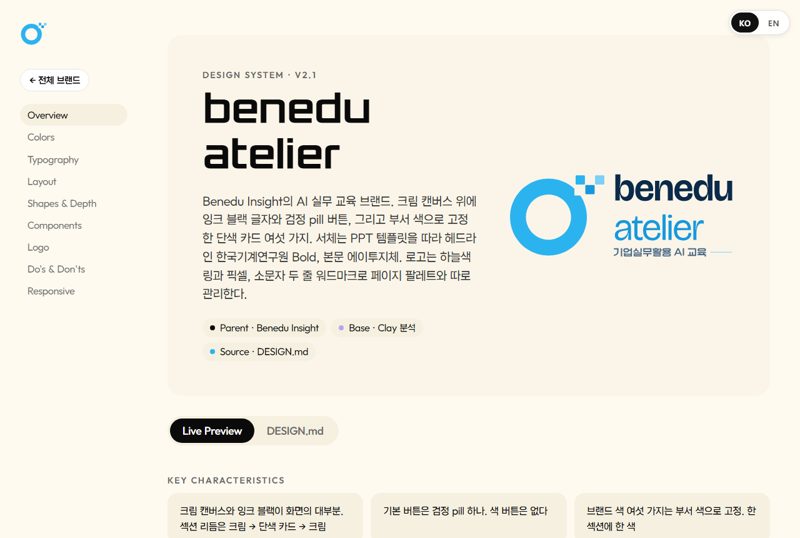 KO
EN
← 전체 브랜드
Overview
Colors
Typography
Layout
Shapes & Depth
Components
Logo
Do's & Don'ts
Responsive
DESIGN SYSTEM · V2.1
benedu
atelier
Benedu Insight의 AI 실무 교육 브랜드. 크림 캔버스 위에
잉크 블랙 글자와 검정 pill 버튼, 그리고 부서 색으로 고정
한 단색 카드 여섯 가지. 서체는 PPT 템플릿을 따라 헤드라
인 한국기계연구원 Bold, 본문 에이투지체. 로고는 하늘색
링과 픽셀, 소문자 두 줄 워드마크로 페이지 팔레트와 따로
관리한다.
Parent · Benedu Insight
Base · Clay 분석
Source · DESIGN.md
benedu
atelier
기업실무활용 AI 교육
Live Preview
DESIGN.md
KEY CHARACTERISTICS
크림 캔버스와 잉크 블랙이 화면의 대부분.
섹션 리듬은 크림 → 단색 카드 → 크림
기본 버튼은 검정 pill 하나. 색 버튼은 없다
브랜드 색 여섯 가지는 부서 색으로 고정. 한
섹션에 한 색